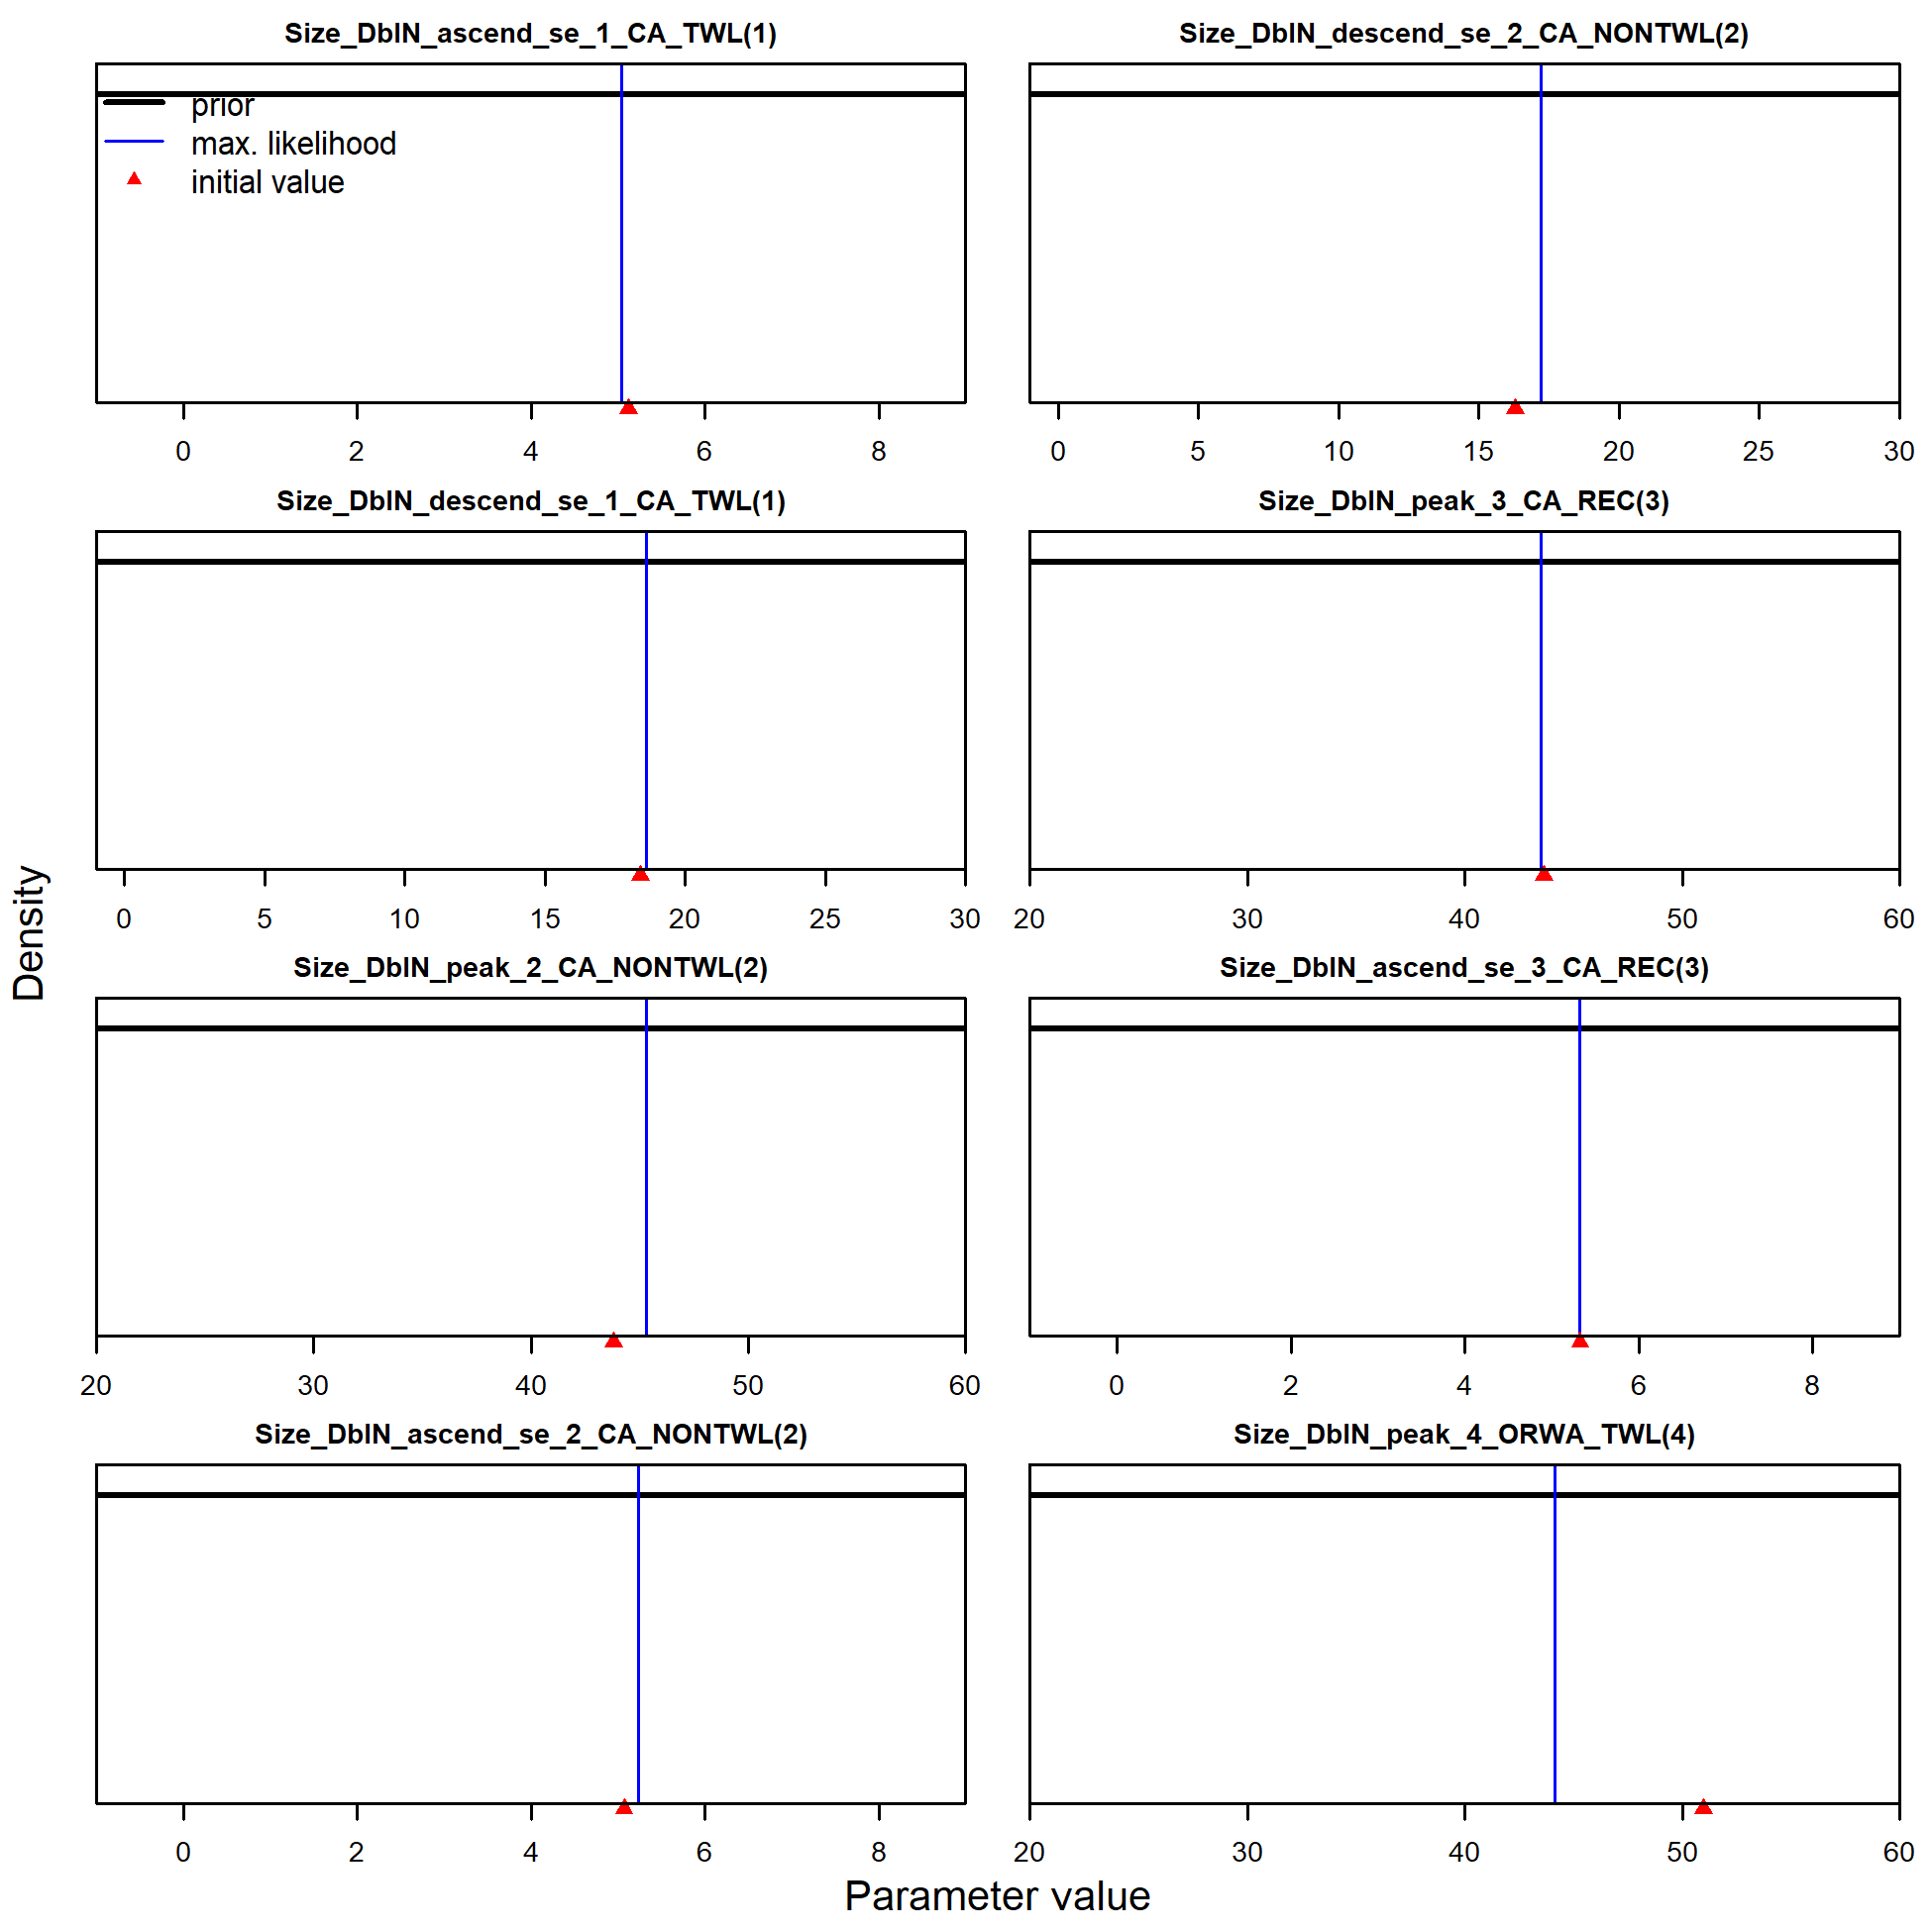 Size_DblN_ascend_se_1_CA_TWL(1)
prior
max. likelihood
initial value
0 2 4 6 8
Size_DblN_descend_se_2_CA_NONTWL(2)
0 5 10 15 20 25 30
Size_DblN_descend_se_1_CA_TWL(1)
0 5 10 15 20 25 30
Size_DblN_peak_3_CA_REC(3)
20 30 40 50 60
Size_DblN_peak_2_CA_NONTWL(2)
20 30 40 50 60
Size_DblN_ascend_se_3_CA_REC(3)
0 2 4 6 8
Size_DblN_ascend_se_2_CA_NONTWL(2)
0 2 4 6 8
Size_DblN_peak_4_ORWA_TWL(4)
20 30 40 50 60
Density
Parameter value